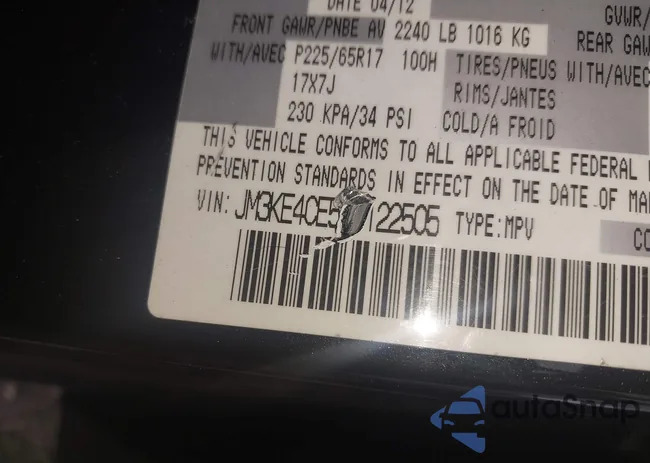 DATE 04/12
GVWR/
FRONT GAWR/PNBE AV 2240 LB 1016 KG
REAR GAW
WITH/AVEC P225/65R17 100H TIRES/PNEUS WITH/AVEC
17X7J RIMS/JANTES
230 KPA/34 PSI COLD/A FROID
THIS VEHICLE CONFORMS TO ALL APPLICABLE FEDERAL
PREVENTION STANDARDS IN EFFECT ON THE DATE OF MA
VIN: JM3KE4CE5 122505 TYPE:MPV CO
autoSnap